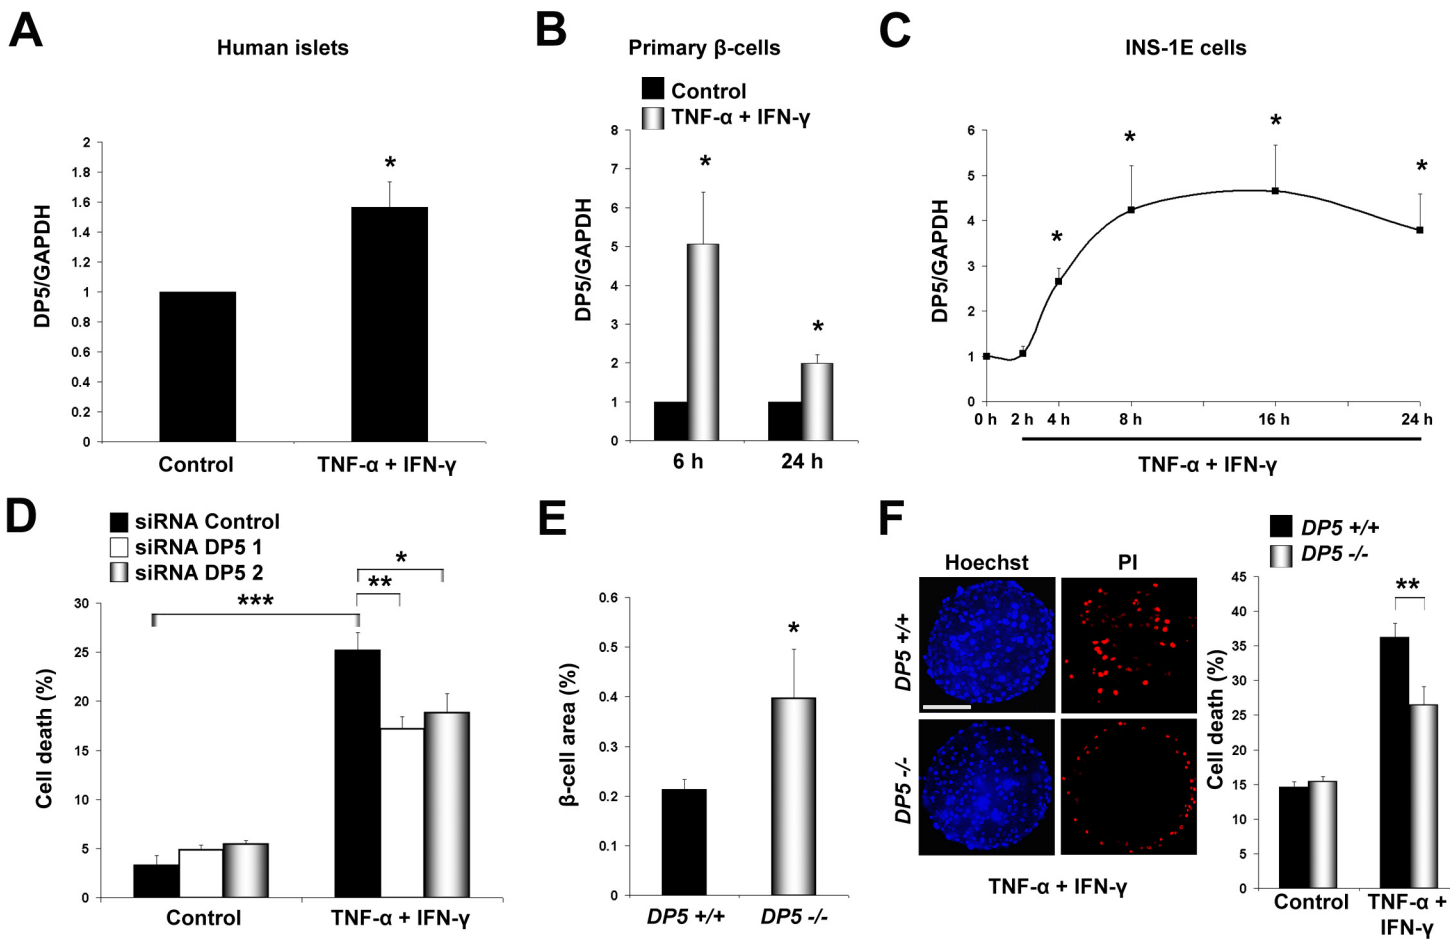 A
Human islets
DP5/GAPDH
2
1.8
1.6
1.4
1.2
1
0.8
0.6
0.4
0.2
0
*
Control
TNF-α + IFN-γ
B
Primary β-cells
Control
TNF-α + IFN-γ
DP5/GAPDH
8
7
6
5
4
3
2
1
0
*
*
6 h
24 h
C
INS-1E cells
DP5/GAPDH
6
5
4
3
2
1
0
*
*
*
*
0 h 2 h 4 h 8 h 16 h 24 h
TNF-α + IFN-γ
D
siRNA Control
siRNA DP5 1
siRNA DP5 2
Cell death (%)
30
25
20
15
10
5
0
***
**
*
Control
TNF-α + IFN-γ
E
β-cell area (%)
0.6
0.5
0.4
0.3
0.2
0.1
0
*
DP5 +/+
DP5 -/-
F
Hoechst
PI
DP5 +/+
DP5 -/-
TNF-α + IFN-γ
DP5 +/+
DP5 -/-
Cell death (%)
45
40
35
30
25
20
15
10
5
0
**
Control
TNF-α +
IFN-γ